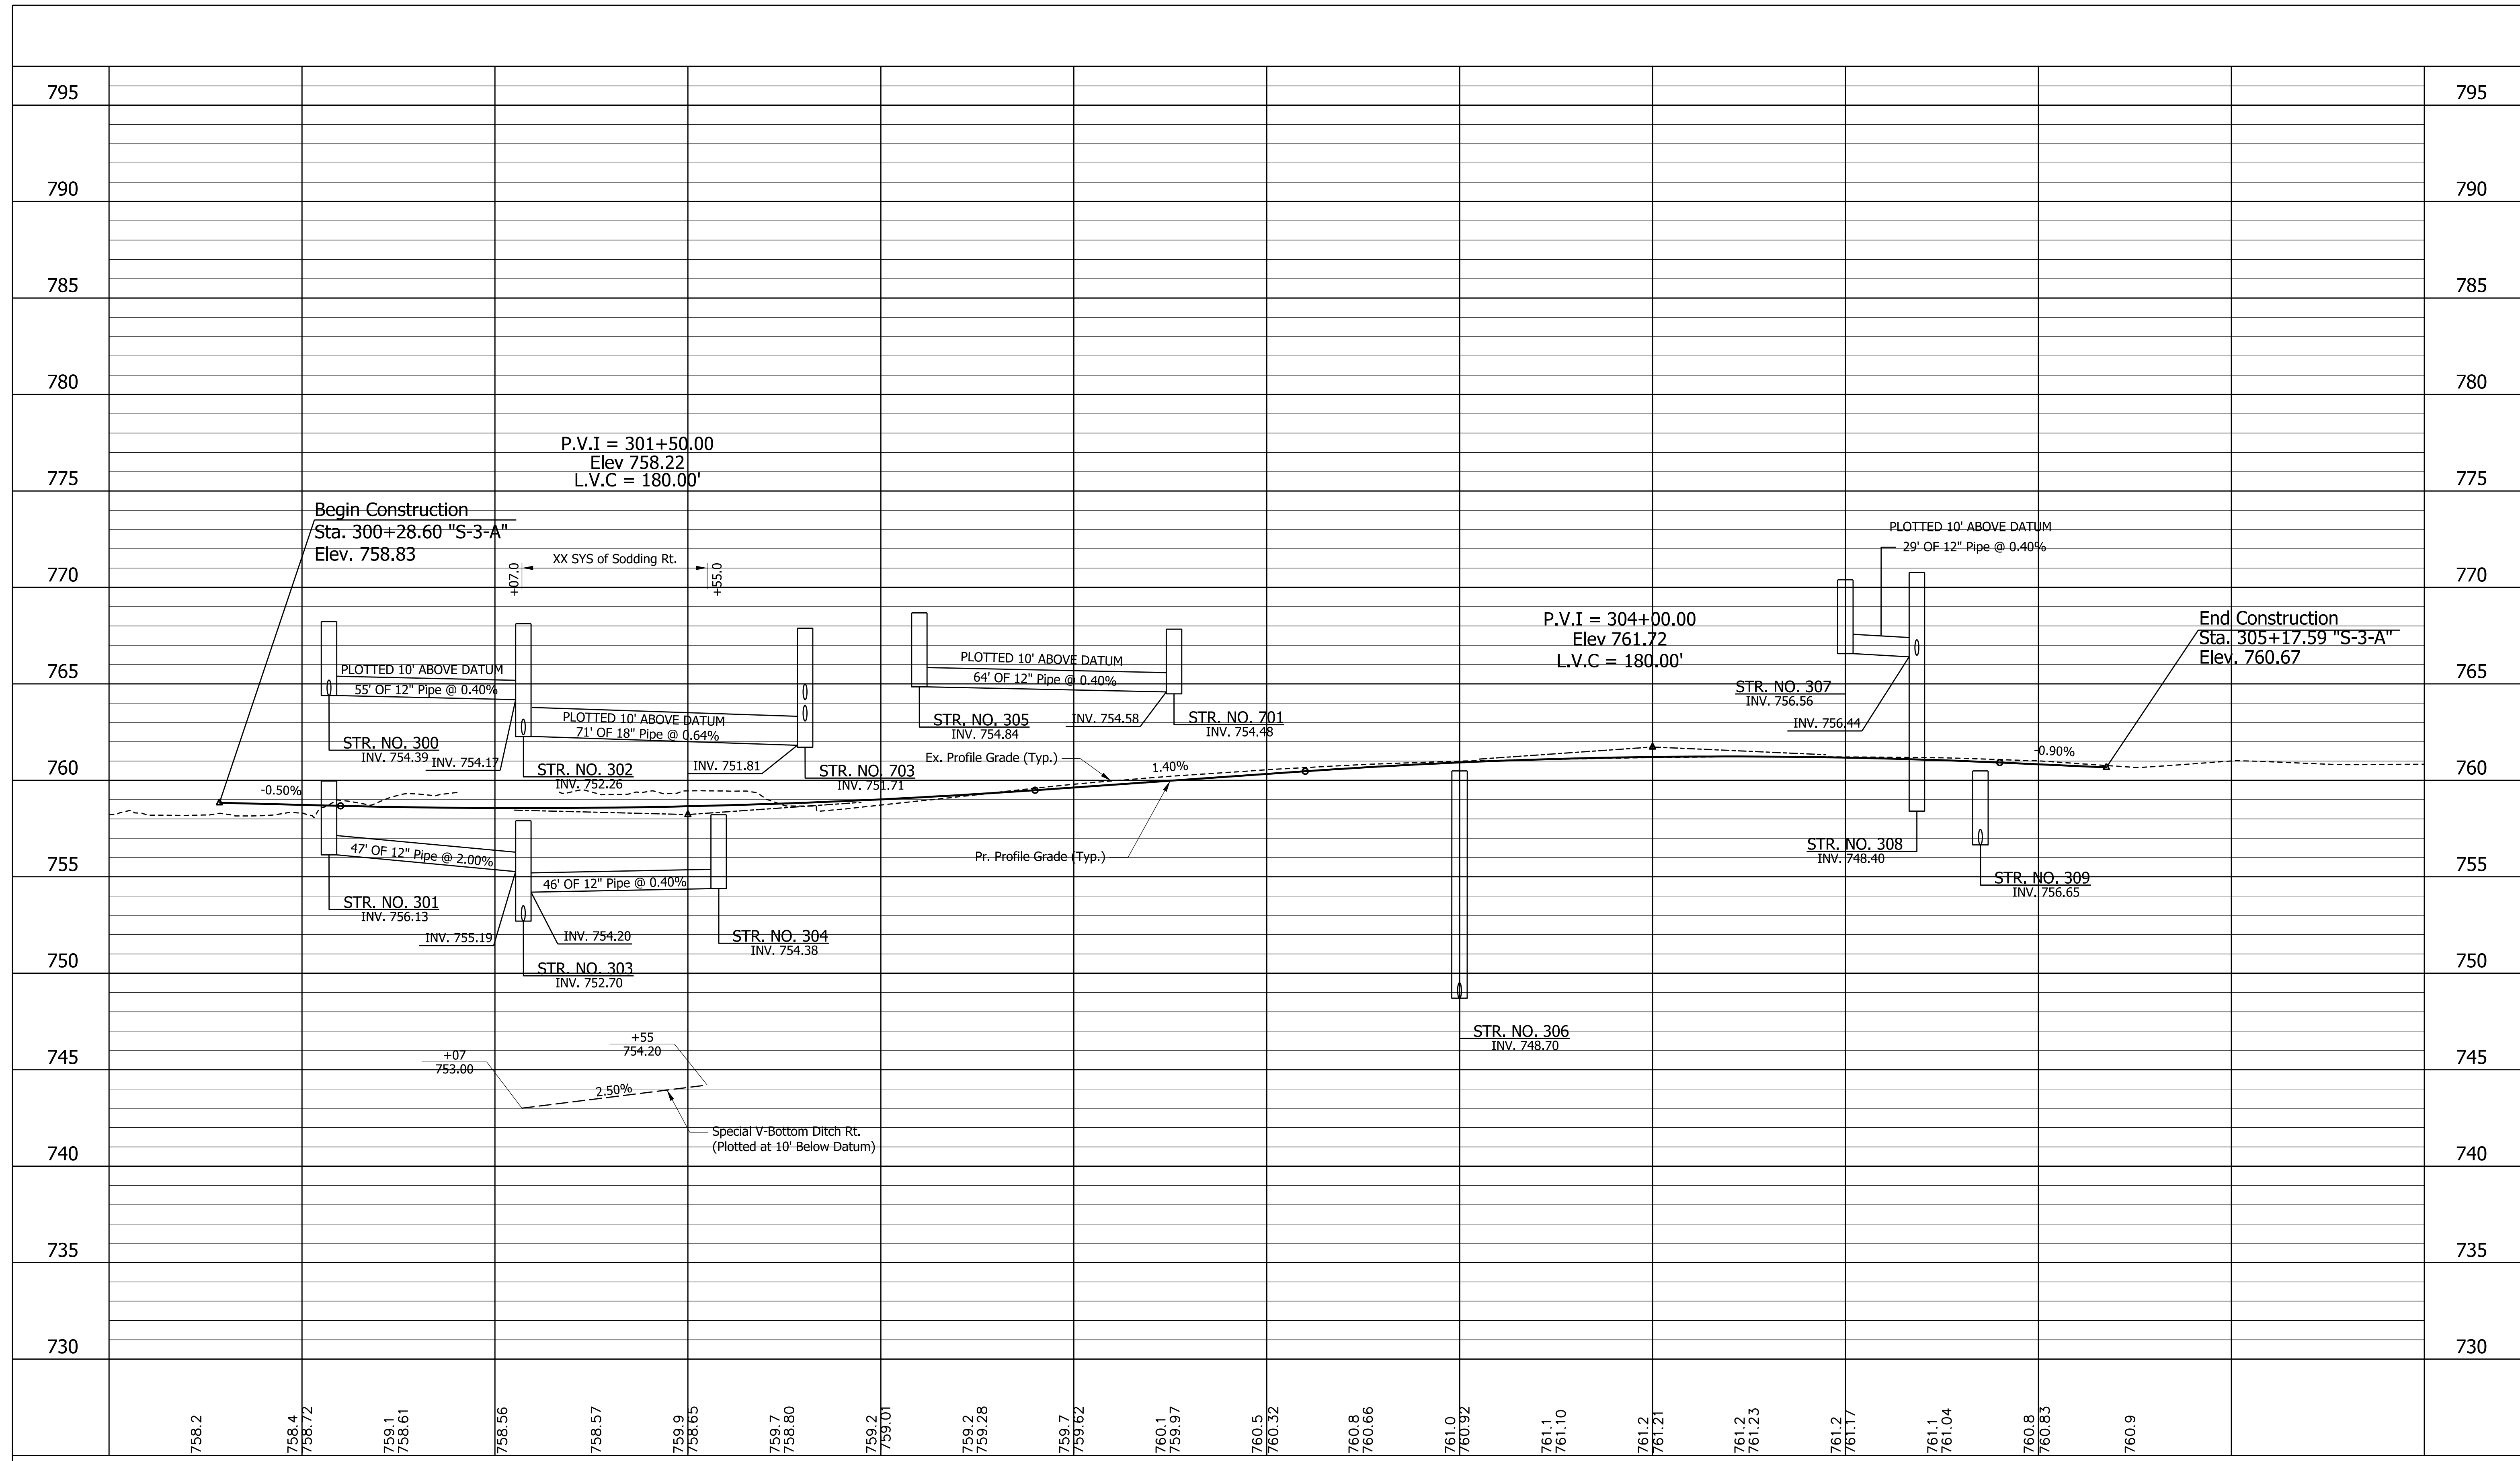 795
795
790
790
785
785
780
780
P.V.I = 301+50.00
Elev 758.22
L.V.C = 180.00'
775
775
Begin Construction
Sta. 300+28.60 "S-3-A"
Elev. 758.83
XX SYS of Sodding Rt.
+07.0
+55.0
770
770
PLOTTED 10' ABOVE DATUM
29' OF 12" Pipe @ 0.40%
P.V.I = 304+00.00
Elev 761.72
L.V.C = 180.00'
End Construction
Sta. 305+17.59 "S-3-A"
Elev. 760.67
765
765
PLOTTED 10' ABOVE DATUM
55' OF 12" Pipe @ 0.40%
PLOTTED 10' ABOVE DATUM
71' OF 18" Pipe @ 0.64%
PLOTTED 10' ABOVE DATUM
64' OF 12" Pipe @ 0.40%
STR. NO. 300
INV. 754.39
INV. 754.17
STR. NO. 302
INV. 752.26
INV. 751.81
STR. NO. 703
INV. 751.71
STR. NO. 305
INV. 754.84
INV. 754.58
STR. NO. 701
INV. 754.48
STR. NO. 307
INV. 756.56
INV. 756.44
760
760
-0.50%
Ex. Profile Grade (Typ.)
1.40%
-0.90%
Pr. Profile Grade (Typ.)
755
755
47' OF 12" Pipe @ 2.00%
46' OF 12" Pipe @ 0.40%
STR. NO. 301
INV. 756.13
INV. 755.19
INV. 754.20
STR. NO. 303
INV. 752.70
STR. NO. 304
INV. 754.38
STR. NO. 308
INV. 748.40
STR. NO. 309
INV. 756.65
750
750
STR. NO. 306
INV. 748.70
745
745
+07
753.00
+55
754.20
2.50%
Special V-Bottom Ditch Rt.
(Plotted at 10' Below Datum)
740
740
735
735
730
730
758.2
758.4
758.72
759.1
758.61
758.56
758.57
759.9
758.65
759.7
758.80
759.2
759.01
759.2
759.28
759.7
759.62
760.1
759.97
760.5
760.32
760.8
760.66
761.0
760.92
761.1
761.10
761.2
761.21
761.2
761.23
761.2
761.17
761.1
761.04
760.8
760.83
760.9